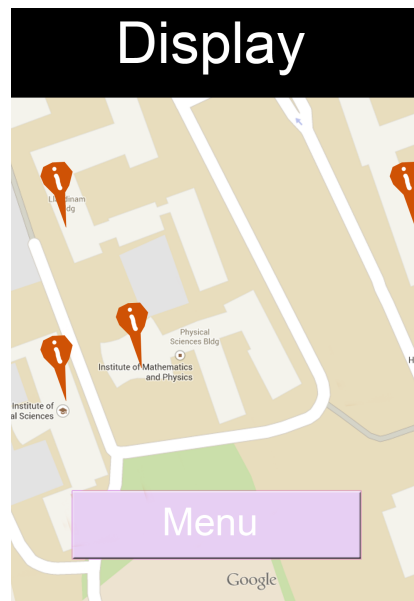 Display
Physical
Sciences Bldg
Institute of Mathematics
and Physics
Institute of
al Sciences
H
Menu
Google